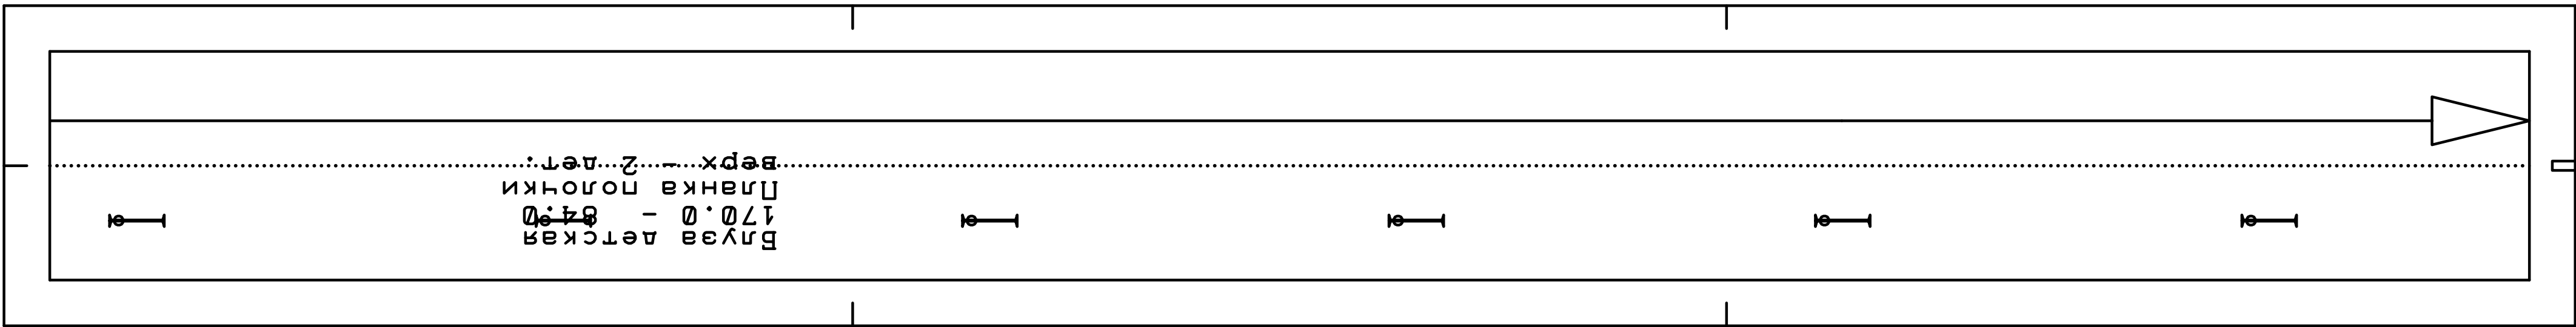 Блуза детская
170.0 - 84.0
Планка полочки
верх - 2 дет.